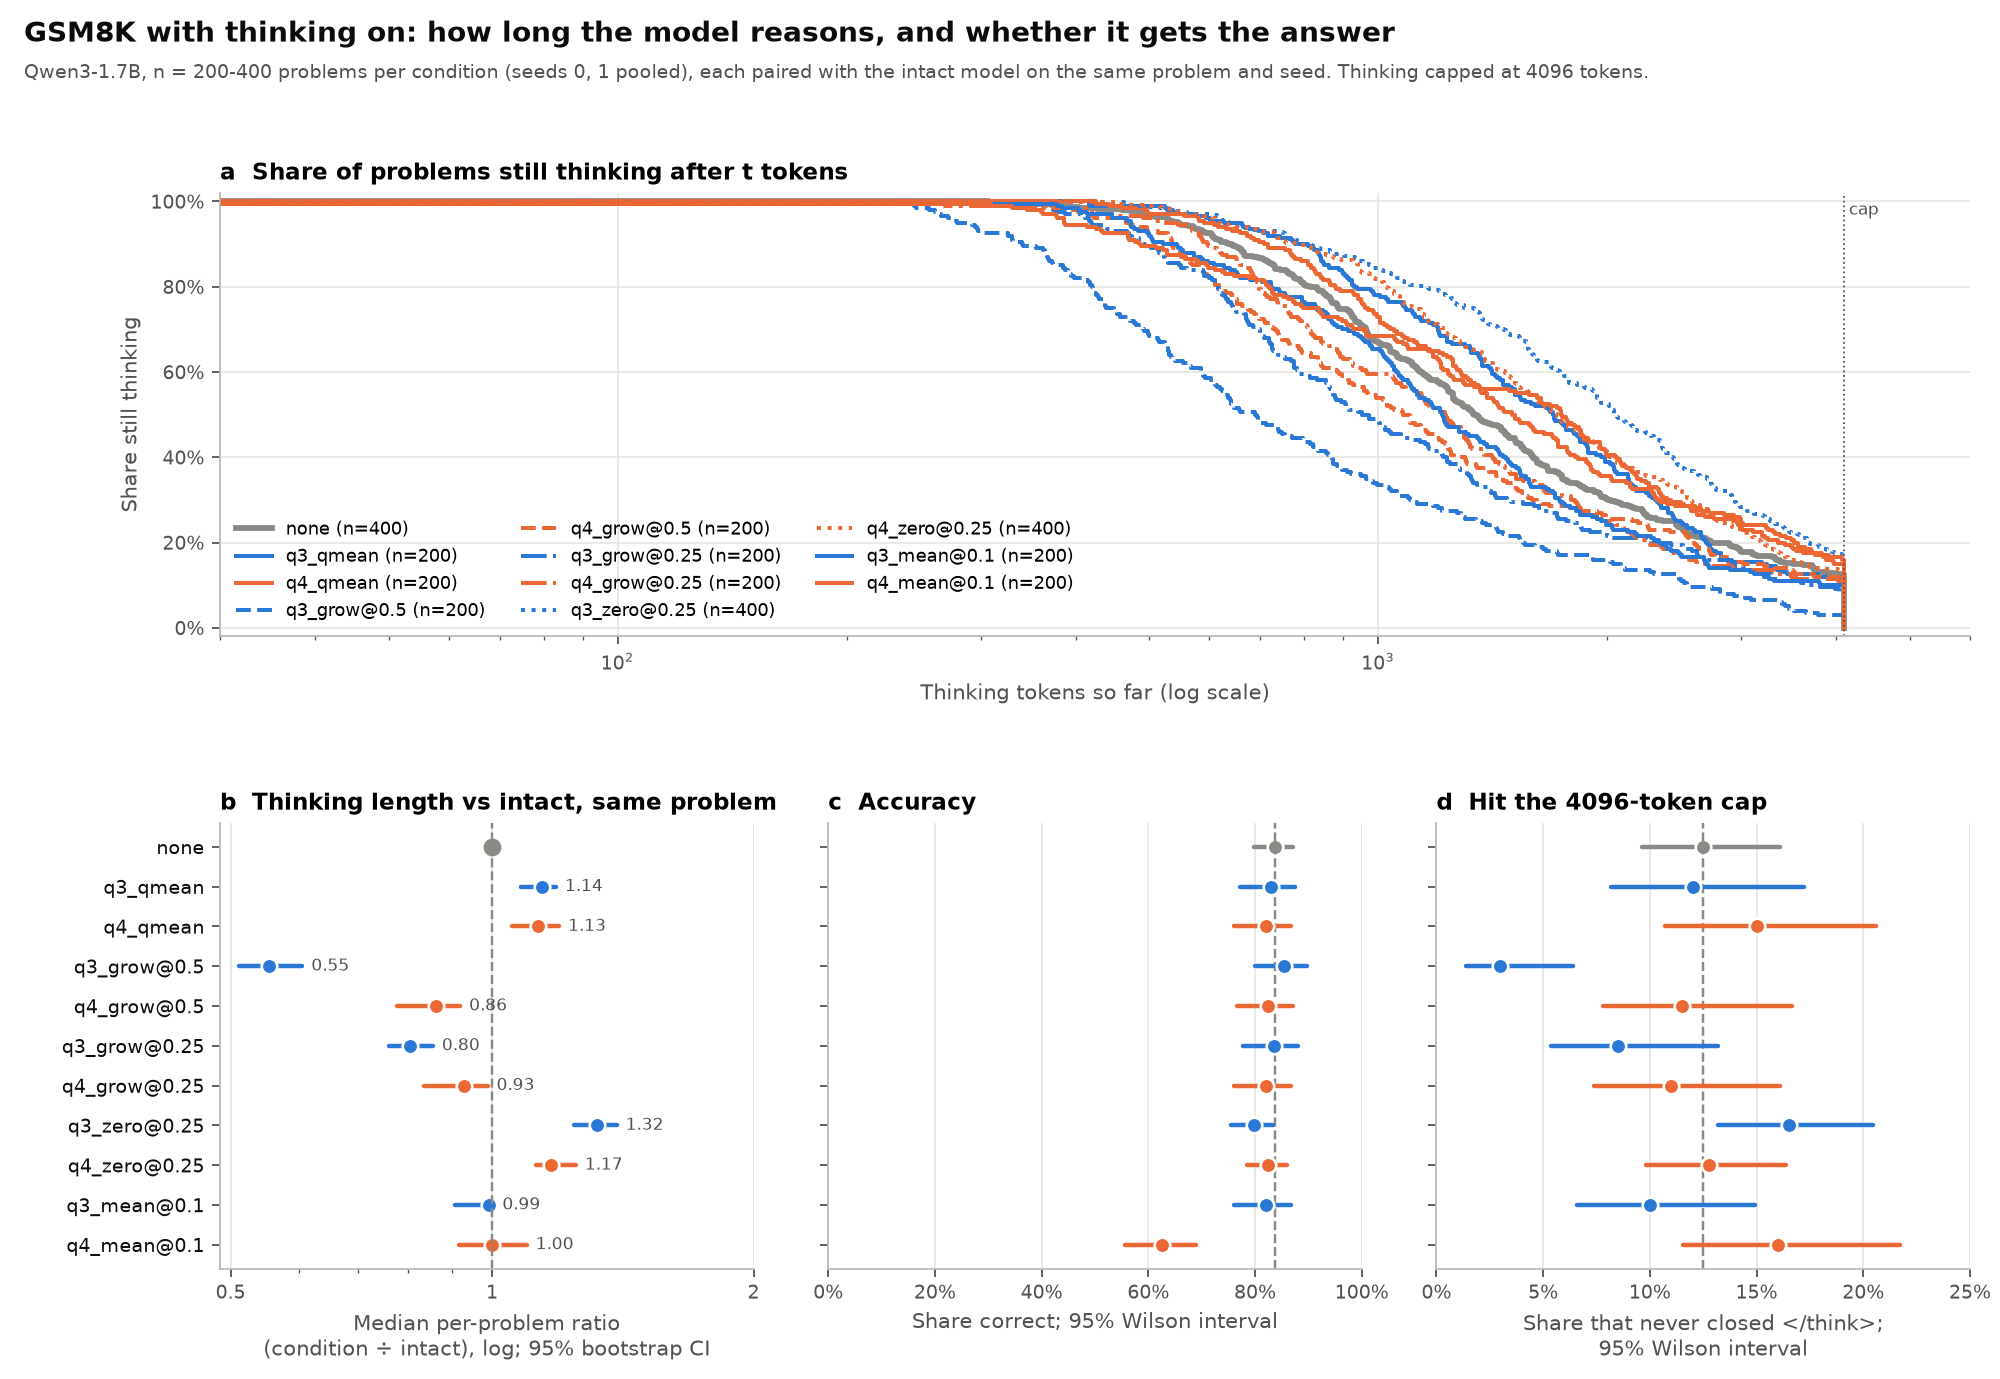 GSM8K with thinking on: how long the model reasons, and whether it gets the answer
Qwen3-1.7B, n = 200-400 problems per condition (seeds 0, 1 pooled), each paired with the intact model on the same problem and seed. Thinking capped at 4096 tokens.
a Share of problems still thinking after t tokens
100%
80%
60%
40%
20%
0%
Share still thinking
cap
none (n=400)
q3_qmean (n=200)
q4_qmean (n=200)
q3_grow@0.5 (n=200)
q4_grow@0.5 (n=200)
q3_grow@0.25 (n=200)
q4_grow@0.25 (n=200)
q3_zero@0.25 (n=400)
q4_zero@0.25 (n=400)
q3_mean@0.1 (n=200)
q4_mean@0.1 (n=200)
10²
10³
Thinking tokens so far (log scale)
b Thinking length vs intact, same problem
none
q3_qmean
q4_qmean
q3_grow@0.5
q4_grow@0.5
q3_grow@0.25
q4_grow@0.25
q3_zero@0.25
q4_zero@0.25
q3_mean@0.1
q4_mean@0.1
1.14
1.13
0.55
0.86
0.80
0.93
1.32
1.17
0.99
1.00
0.5
1
2
Median per-problem ratio
(condition ÷ intact), log; 95% bootstrap CI
c Accuracy
0%
20%
40%
60%
80%
100%
Share correct; 95% Wilson interval
d Hit the 4096-token cap
0%
5%
10%
15%
20%
25%
Share that never closed </think>;
95% Wilson interval